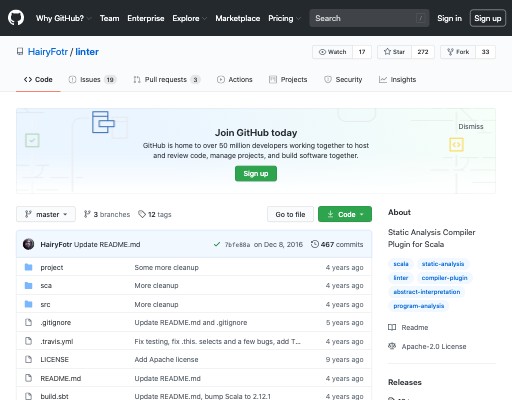 Why GitHub? Team Enterprise Explore Marketplace Pricing Search / Sign in Sign up
HairyFotr / linter Watch 17 Star 272 Fork 33
Code Issues 19 Pull requests 3 Actions Projects Security Insights
Join GitHub today
Dismiss
GitHub is home to over 50 million developers working together to host
and review code, manage projects, and build software together.
Sign up
master 3 branches 12 tags Go to file Code
HairyFotr Update README.md 7bfe88a on Dec 8, 2016 467 commits
project Some more cleanup 4 years ago
sca More cleanup 4 years ago
src More cleanup 4 years ago
.gitignore Update README.md and .gitignore 5 years ago
.travis.yml Fix testing, fix .this. selects and a few bugs, add T... 4 years ago
LICENSE Add Apache license 9 years ago
README.md Update README.md 4 years ago
build.sbt Update README.md, bump Scala to 2.12.1 4 years ago
About
Static Analysis Compiler
Plugin for Scala
scala static-analysis
linter compiler-plugin
abstract-interpretation
program-analysis
Readme
Apache-2.0 License
Releases